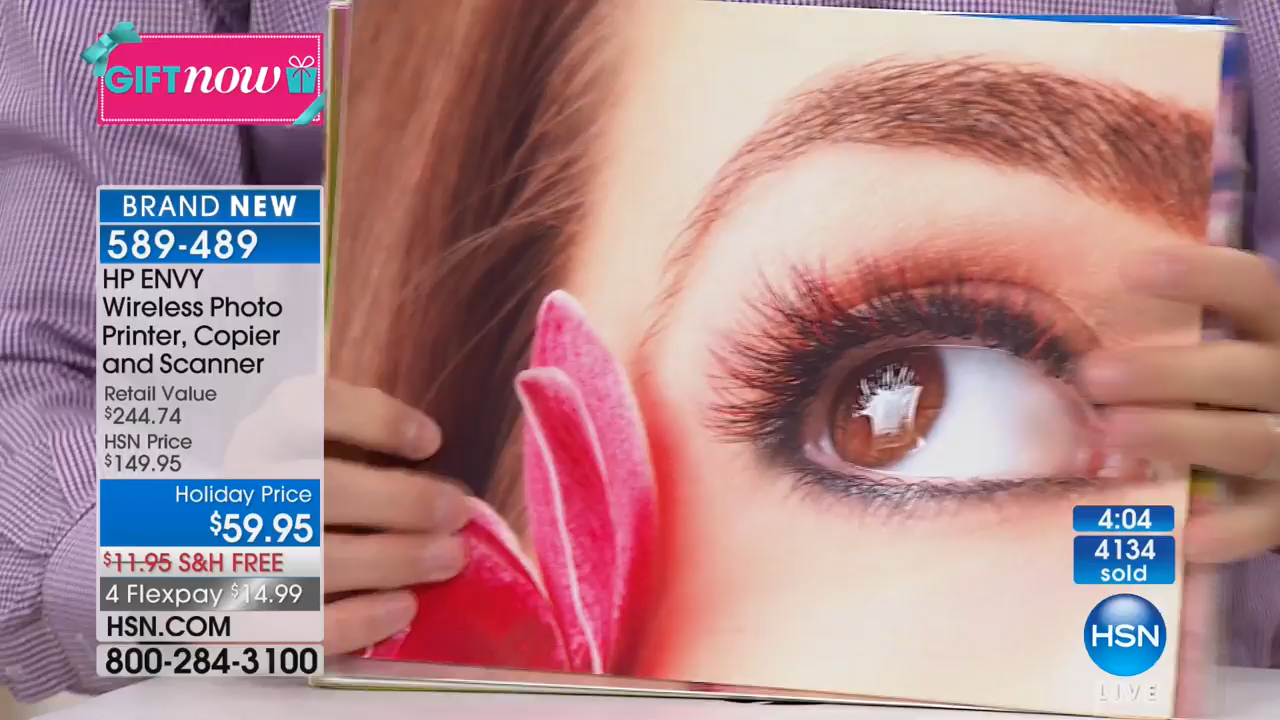 GIFT now
BRAND NEW
589-489
HP ENVY
Wireless Photo
Printer, Copier
and Scanner
Retail Value
$244.74
HSN Price
$149.95
Holiday Price
$59.95
$11.95 S&H FREE
4 Flexpay $14.99
HSN.COM
800-284-3100
4:04
4134
sold
HSN
LIVE